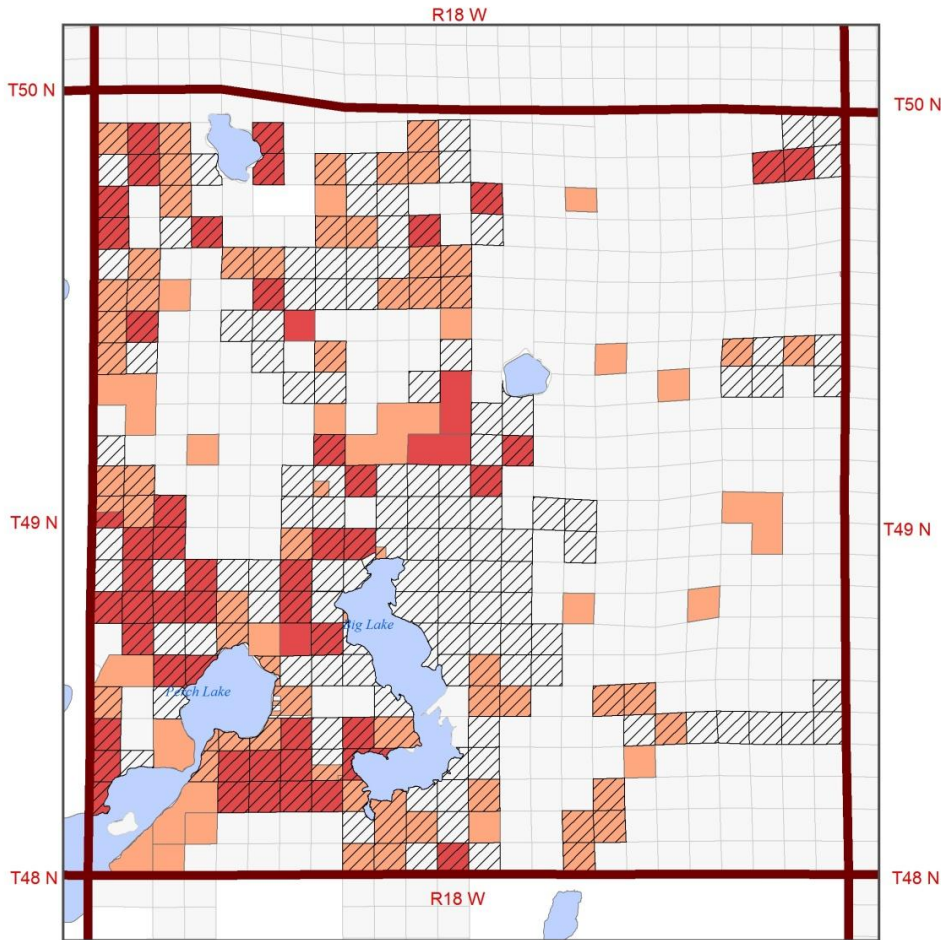 R18 W
T50 N
T50 N
T49 N
T49 N
Big Lake
Perch Lake
T48 N
T48 N
R18 W